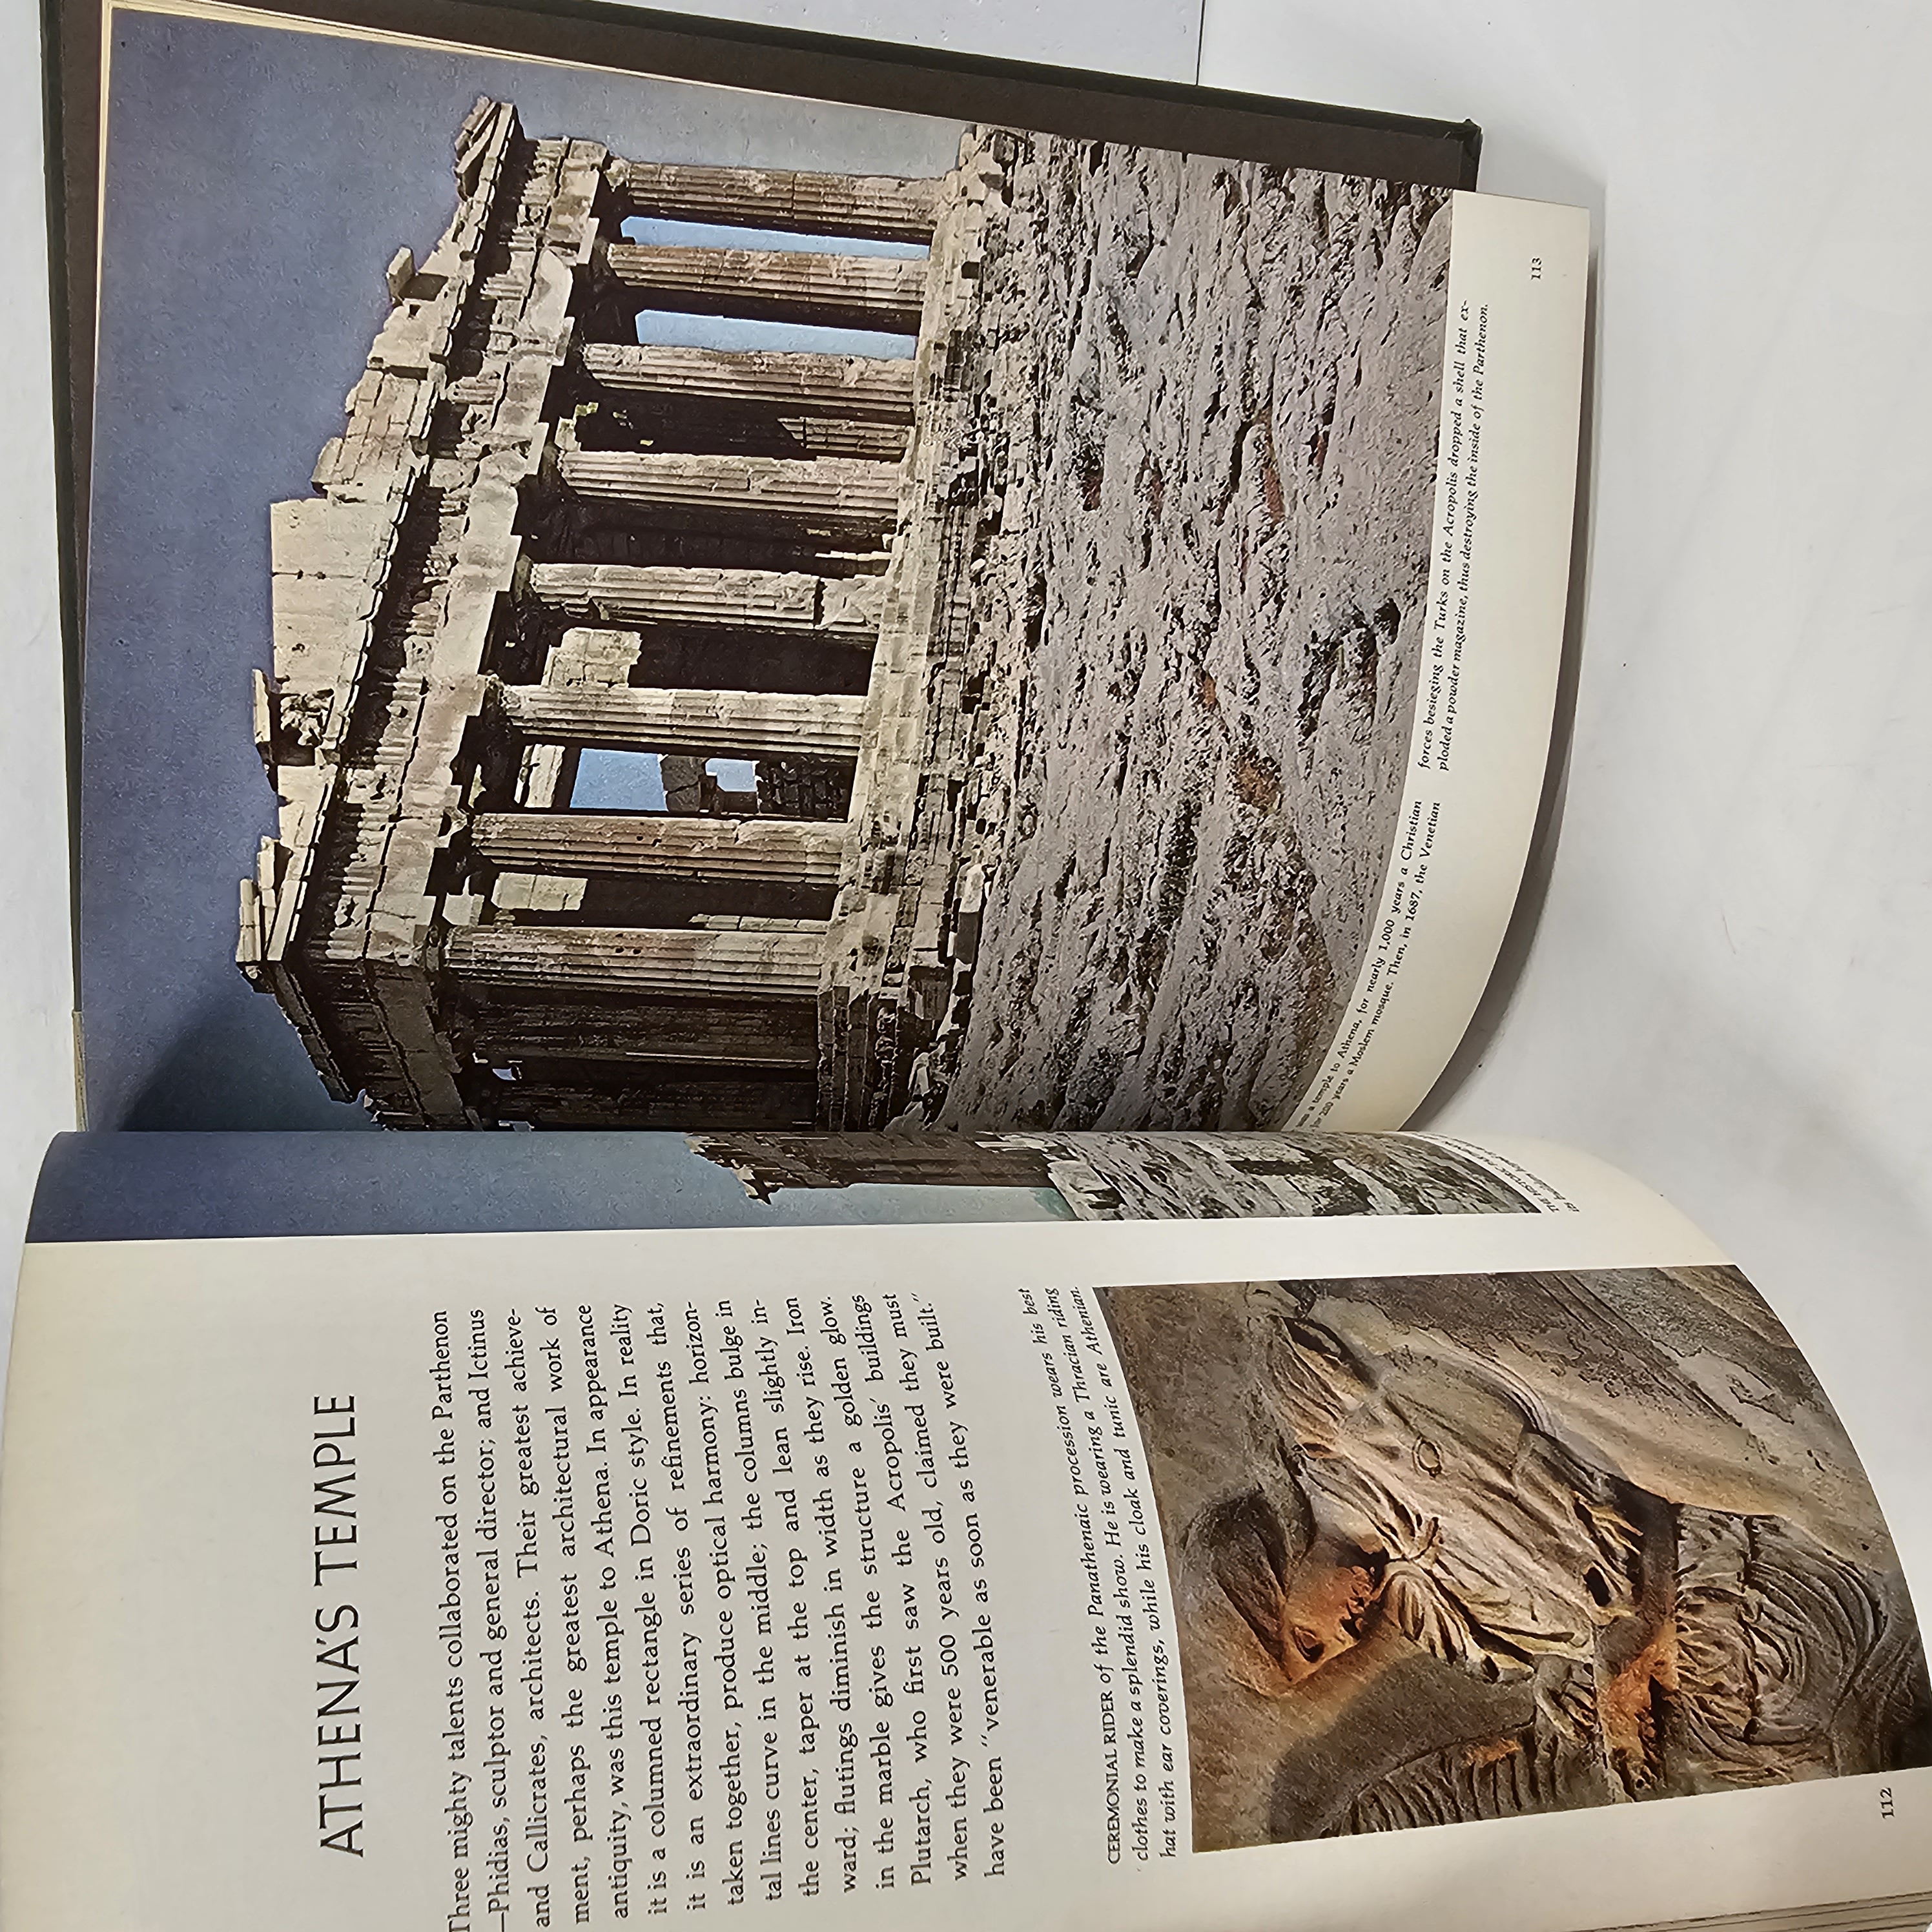 ATHENA'S TEMPLE
Three mighty talents collaborated on the Parthenon
—Phidias, sculptor and general director; and Ictinus
and Callicrates, architects. Their greatest achieve-
ment, perhaps the greatest architectural work of
antiquity, was this temple to Athena. In appearance
it is a columned rectangle in Doric style. In reality
it is an extraordinary series of refinements that,
taken together, produce optical harmony: horizon-
tal lines curve in the middle; the columns bulge in
the center, taper at the top and lean slightly in-
ward; flutings diminish in width as they rise. Iron
in the marble gives the structure a golden glow.
Plutarch, who first saw the Acropolis' buildings
when they were 500 years old, claimed they must
have been "venerable as soon as they were built."
CEREMONIAL RIDER of the Panathenaic procession wears his best
clothes to make a splendid show. He is wearing a Thracian riding
hat with ear coverings, while his cloak and tunic are Athenian.
112
THE HISTORIC
its builders
a temple to Athena, for nearly 1,000 years a Christian
for 200 years a Moslem mosque. Then, in 1687, the Venetian
forces besieging the Turks on the Acropolis dropped a shell that ex-
ploded a powder magazine, thus destroying the inside of the Parthenon.
113